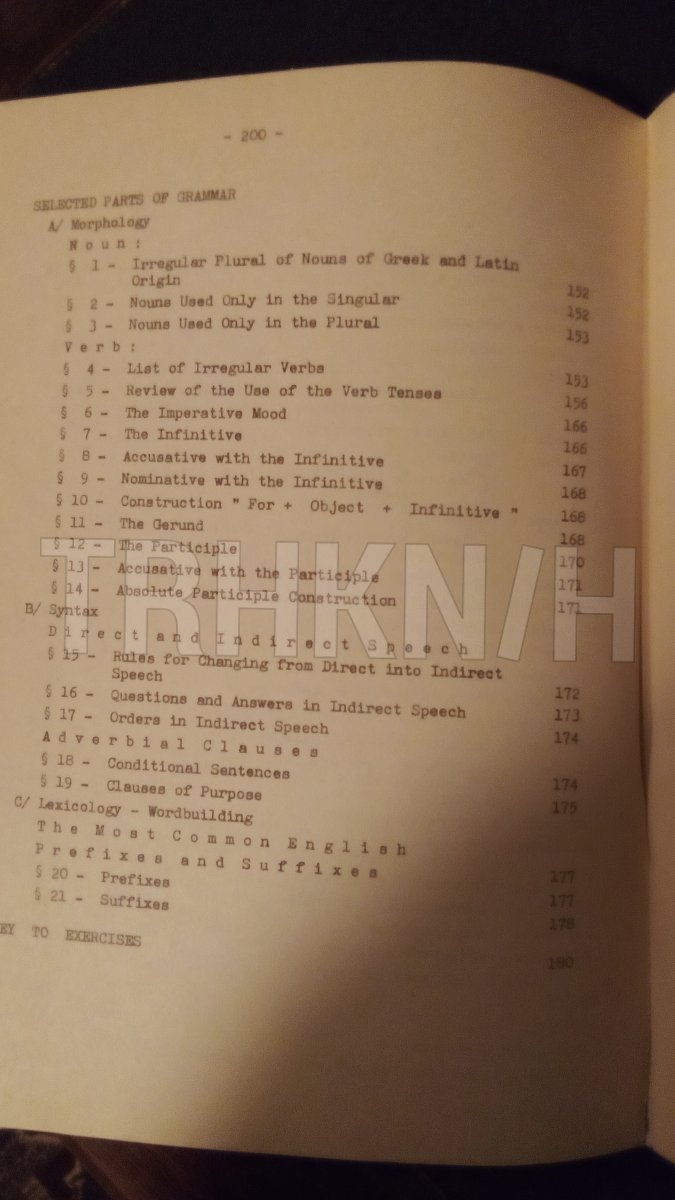 - 200 -
SELECTED PARTS OF GRAMMAR
A/ Morphology
N o u n :
§ 1 - Irregular Plural of Nouns of Greek and Latin
Origin 152
§ 2 - Nouns Used Only in the Singular 152
§ 3 - Nouns Used Only in the Plural 153
V e r b :
§ 4 - List of Irregular Verbs 153
§ 5 - Review of the Use of the Verb Tenses 156
§ 6 - The Imperative Mood 166
§ 7 - The Infinitive 166
§ 8 - Accusative with the Infinitive 167
§ 9 - Nominative with the Infinitive 168
§ 10 - Construction " For + Object + Infinitive " 168
§ 11 - The Gerund 168
§ 12 - The Participle 170
§ 13 - Accusative with the Participle 171
§ 14 - Absolute Participle Construction 171
TRHKN/H
B/ Syntax
D i r e c t a n d I n d i r e c t S p e e c h
§ 15 - Rules for Changing from Direct into Indirect
Speech 172
§ 16 - Questions and Answers in Indirect Speech 173
§ 17 - Orders in Indirect Speech 174
A d v e r b i a l C l a u s e s
§ 18 - Conditional Sentences 174
§ 19 - Clauses of Purpose 175
C/ Lexicology - Wordbuilding
T h e M o s t C o m m o n E n g l i s h
P r e f i x e s a n d S u f f i x e s 177
§ 20 - Prefixes 177
§ 21 - Suffixes 178
EY TO EXERCISES 180